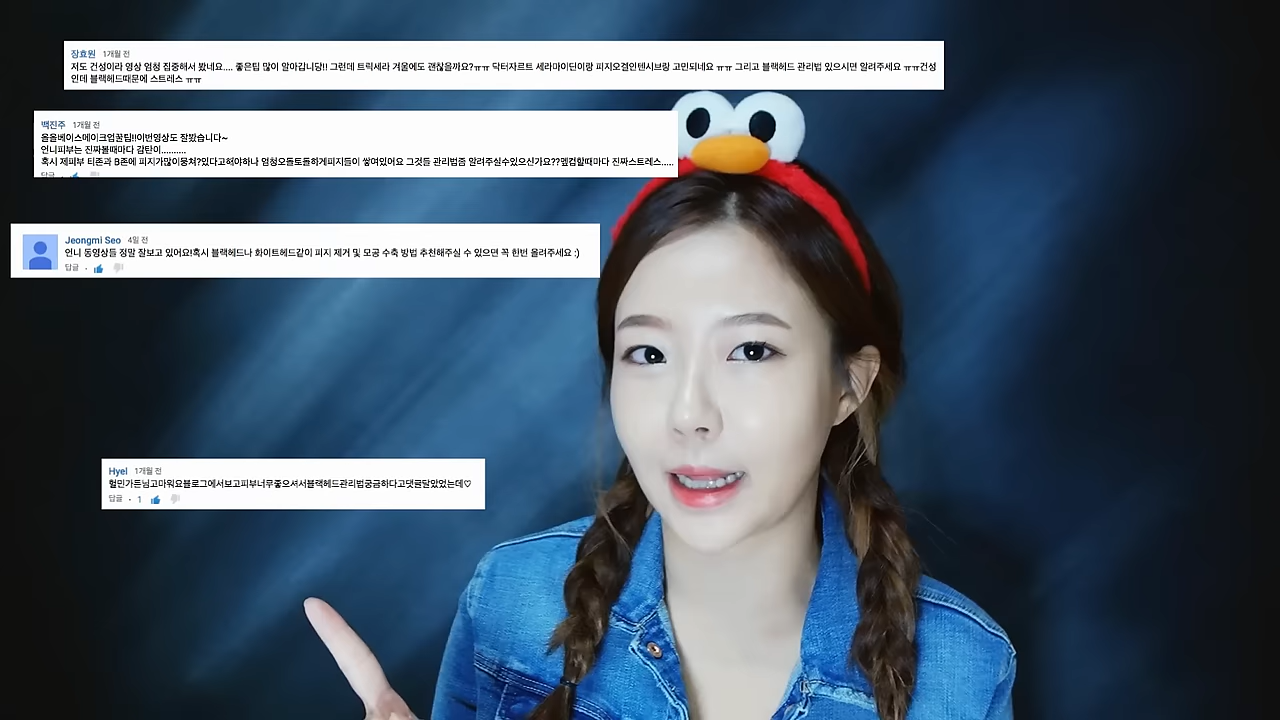 장효원 1개월 전
저도 건성이라 영상 엄청 집중해서 봤네요.... 좋은팁 많이 알아갑니당!! 그런데 트릭세라 겨울에도 괜찮을까요?ㅠㅠ 닥터자르트 세라마이딘이랑 피지오겔인텐시브랑 고민되네요 ㅠㅠ 그리고 블랙헤드 관리법 있으시면 알려주세요 ㅠㅠ건성
인데 블랙헤드때문에 스트레스 ㅠㅠ
백진주 1개월 전
올올베이스메이크업꿀팁!!이번영상도 잘봤습니다~
언니피부는 진짜볼때마다 감탄이..........
혹시 제피부 티존과 B존에 피지가많이뭉쳐?있다고해야하나 엄청오돌토돌하게피지들이 쌓여있어요 그것들 관리법좀 알려주실수있으신가요??멬컵할때마다 진짜스트레스.....
답글
Jeongmi Seo 4일 전
언니 동영상들 정말 잘보고 있어요!혹시 블랙헤드나 화이트헤드같이 피지 제거 및 모공 수축 방법 추천해주실 수 있으면 꼭 한번 올려주세요 :)
답글 ·
Hyel 1개월 전
헐민가든님고마워요블로그에서보고피부너무좋으셔서블랙헤드관리법궁금하다고댓글달았었는데♡
답글 · 1